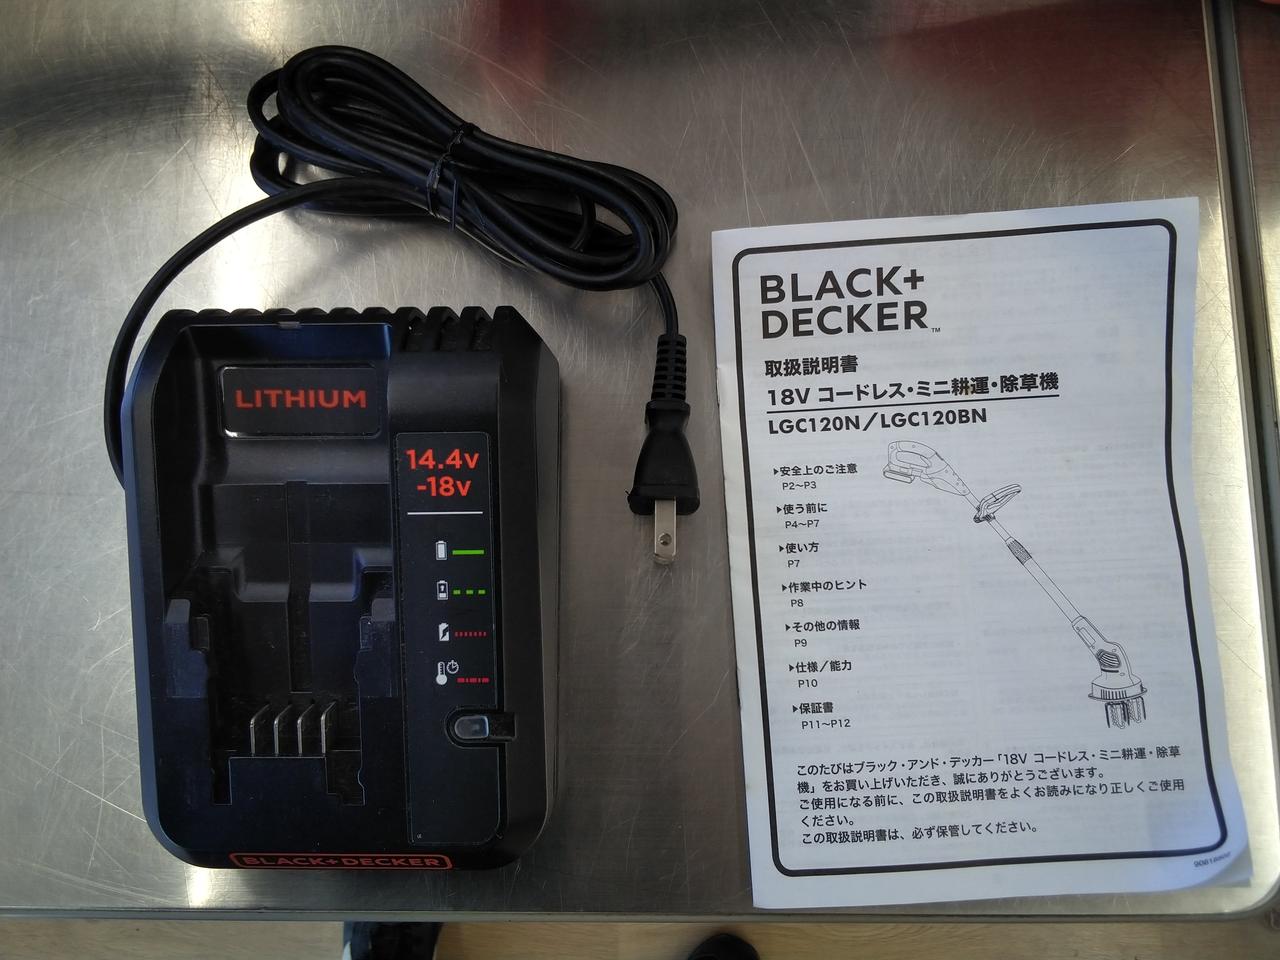 LITHIUM
14.4v
-18v
BLACK+DECKER
BLACK+
DECKER™
取扱説明書
18V コードレス・ミニ耕運・除草機
LGC120N／LGC120BN
▶安全上のご注意
P2～P3
▶使う前に
P4～P7
▶使い方
P7
▶作業中のヒント
P8
▶その他の情報
P9
▶仕様／能力
P10
▶保証書
P11～P12
このたびはブラック・アンド・デッカー「18V コードレス・ミニ耕運・除草
機」をお買い上げいただき、誠にありがとうございます。
ご使用になる前に、この取扱説明書をよくお読みになり正しくご使用
ください。
この取扱説明書は、必ず保管してください。